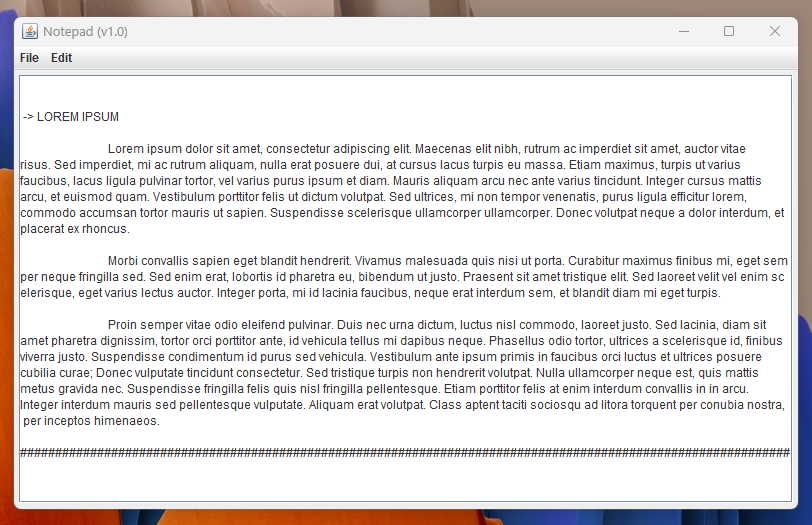 Notepad (v1.0)
File Edit
-> LOREM IPSUM
Lorem ipsum dolor sit amet, consectetur adipiscing elit. Maecenas elit nibh, rutrum ac imperdiet sit amet, auctor vitae
risus. Sed imperdiet, mi ac rutrum aliquam, nulla erat posuere dui, at cursus lacus turpis eu massa. Etiam maximus, turpis ut varius
faucibus, lacus ligula pulvinar tortor, vel varius purus ipsum et diam. Mauris aliquam arcu nec ante varius tincidunt. Integer cursus mattis
arcu, et euismod quam. Vestibulum porttitor felis ut dictum volutpat. Sed ultrices, mi non tempor venenatis, purus ligula efficitur lorem,
commodo accumsan tortor mauris ut sapien. Suspendisse scelerisque ullamcorper ullamcorper. Donec volutpat neque a dolor interdum, et
placerat ex rhoncus.
Morbi convallis sapien eget blandit hendrerit. Vivamus malesuada quis nisi ut porta. Curabitur maximus finibus mi, eget sem
per neque fringilla sed. Sed enim erat, lobortis id pharetra eu, bibendum ut justo. Praesent sit amet tristique elit. Sed laoreet velit vel enim sc
elerisque, eget varius lectus auctor. Integer porta, mi id lacinia faucibus, neque erat interdum sem, et blandit diam mi eget turpis.
Proin semper vitae odio eleifend pulvinar. Duis nec urna dictum, luctus nisl commodo, laoreet justo. Sed lacinia, diam sit
amet pharetra dignissim, tortor orci porttitor ante, id vehicula tellus mi dapibus neque. Phasellus odio tortor, ultrices a scelerisque id, finibus
viverra justo. Suspendisse condimentum id purus sed vehicula. Vestibulum ante ipsum primis in faucibus orci luctus et ultrices posuere
cubilia curae; Donec vulputate tincidunt consectetur. Sed tristique turpis non hendrerit volutpat. Nulla ullamcorper neque est, quis mattis
metus gravida nec. Suspendisse fringilla felis quis nisl fringilla pellentesque. Etiam porttitor felis at enim interdum convallis in in arcu.
Integer interdum mauris sed pellentesque vulputate. Aliquam erat volutpat. Class aptent taciti sociosqu ad litora torquent per conubia nostra,
per inceptos himenaeos.
##############################################################################################################